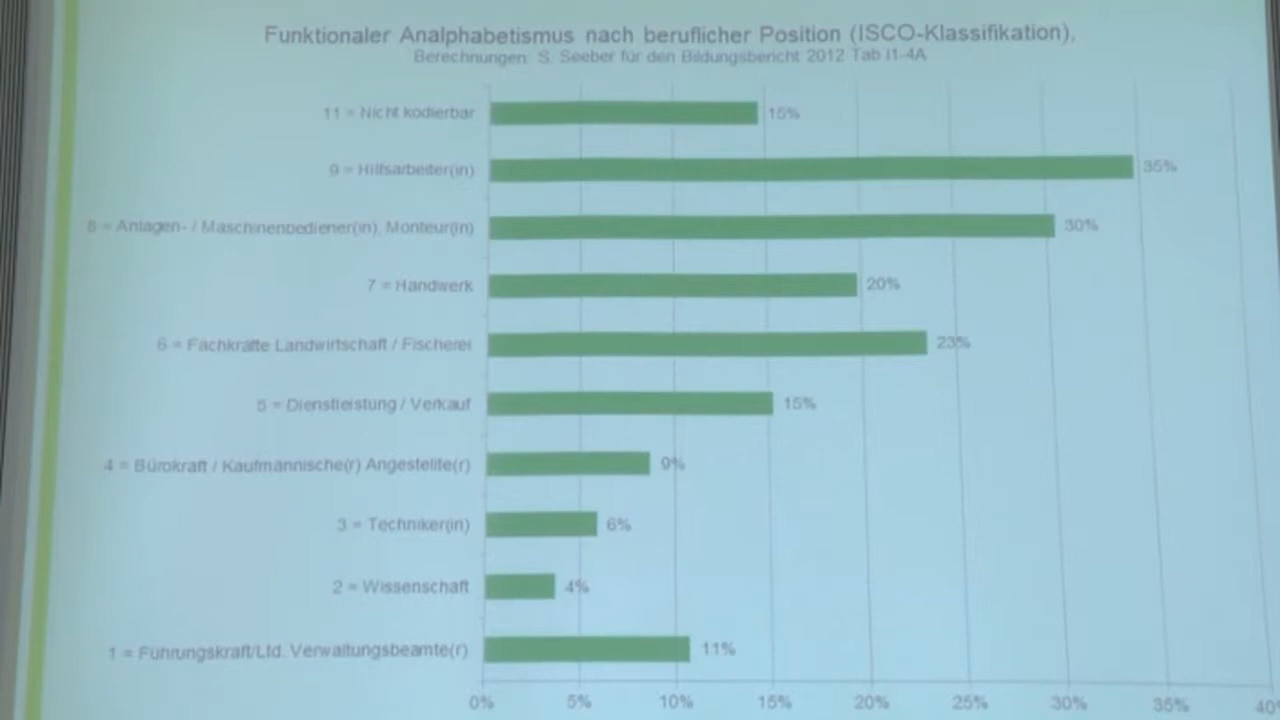 Funktionaler Analphabetismus nach beruflicher Position (ISCO-Klassifikation),
Berechnungen: S. Seeber für den Bildungsbericht 2012 Tab I1-4A
11 = Nicht kodierbar 15%
9 = Hilfsarbeiter(in) 35%
8 = Anlagen- / Maschinenbediener(in), Monteur(in) 30%
7 = Handwerk 20%
6 = Fachkräfte Landwirtschaft / Fischerei 23%
5 = Dienstleistung / Verkauf 15%
4 = Bürokraft / Kaufmännische(r) Angestellte(r) 9%
3 = Techniker(in) 6%
2 = Wissenschaft 4%
1 = Führungskraft/Ltd. Verwaltungsbeamte(r) 11%
0% 5% 10% 15% 20% 25% 30% 35% 40